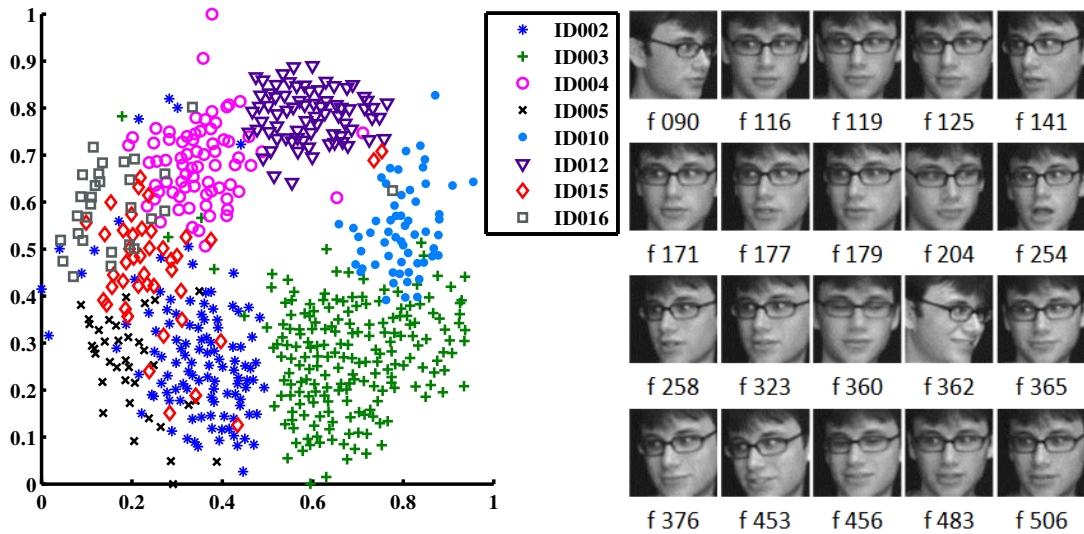 1
0.9
0.8
0.7
0.6
0.5
0.4
0.3
0.2
0.1
0
0 0.2 0.4 0.6 0.8 1
ID002
ID003
ID004
ID005
ID010
ID012
ID015
ID016
f 090 f 116 f 119 f 125 f 141
f 171 f 177 f 179 f 204 f 254
f 258 f 323 f 360 f 362 f 365
f 376 f 453 f 456 f 483 f 506